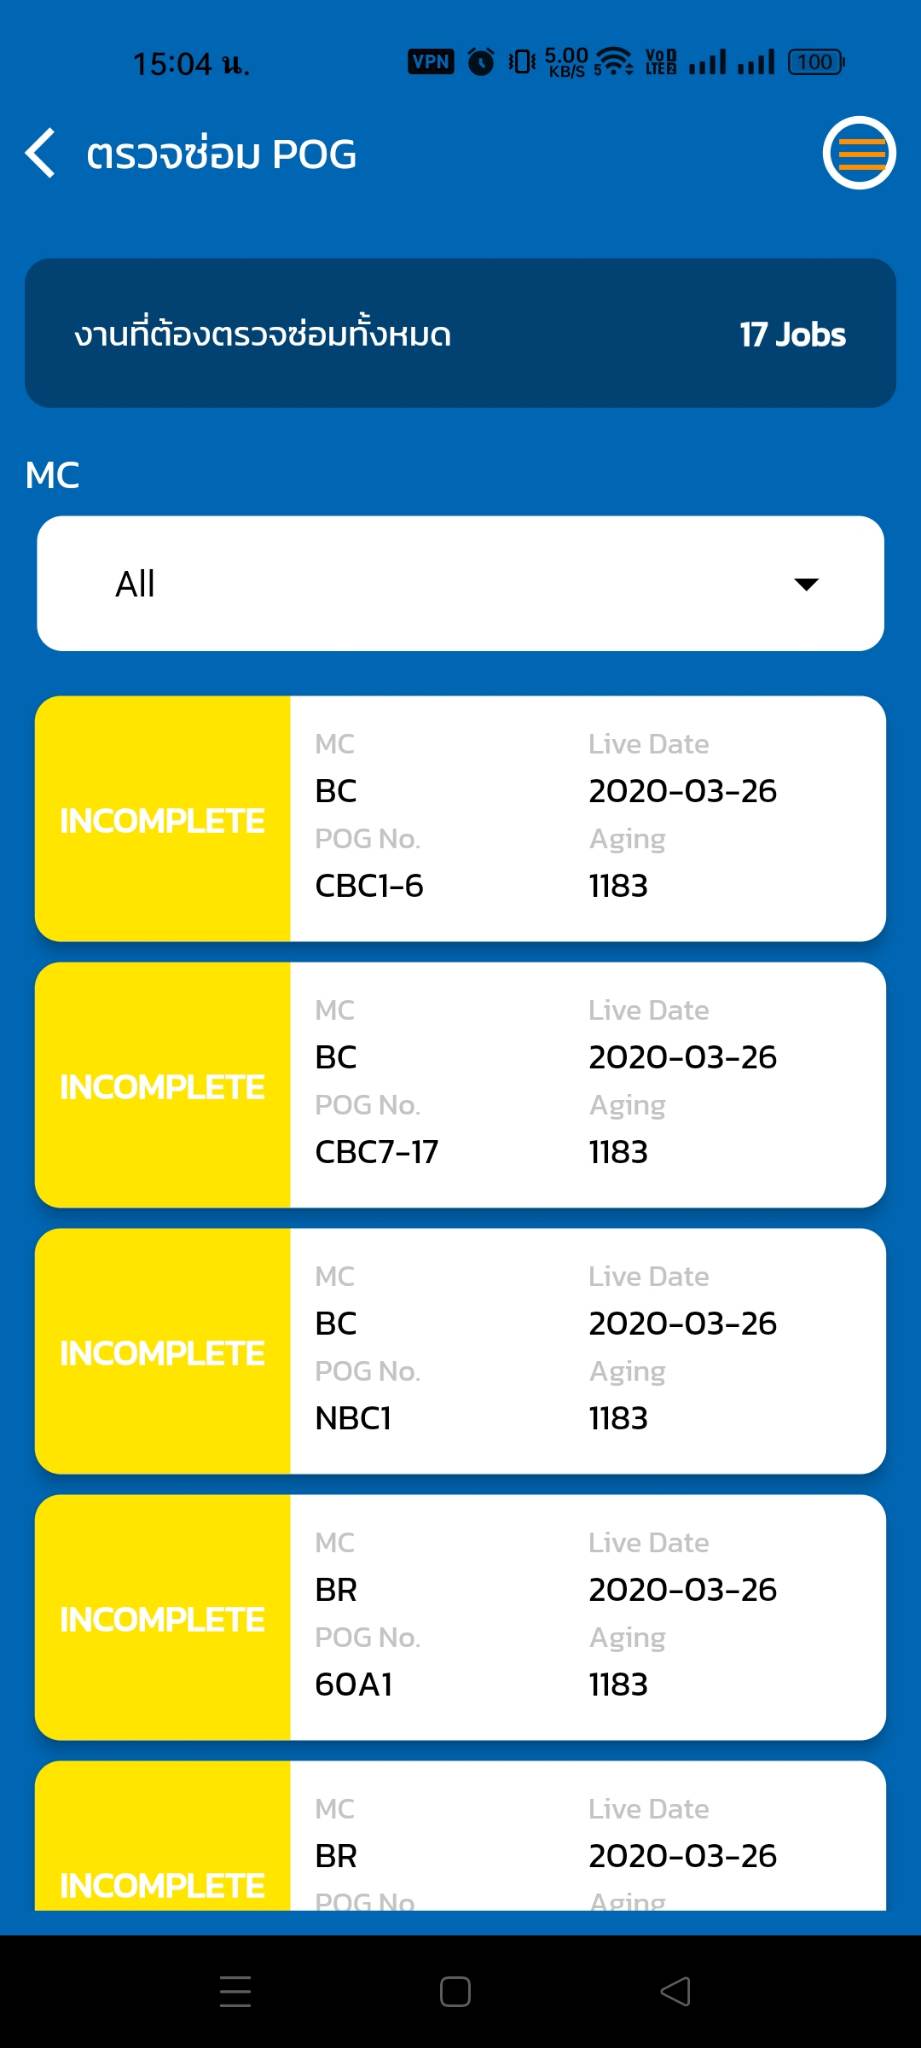 15:04 น.
VPN 5.00 KB/S 5 VoD LTE 2 100
ตรวจซ่อม POG
งานที่ต้องตรวจซ่อมทั้งหมด 17 Jobs
MC
All
INCOMPLETE
MC Live Date
BC 2020-03-26
POG No. Aging
CBC1-6 1183
INCOMPLETE
MC Live Date
BC 2020-03-26
POG No. Aging
CBC7-17 1183
INCOMPLETE
MC Live Date
BC 2020-03-26
POG No. Aging
NBC1 1183
INCOMPLETE
MC Live Date
BR 2020-03-26
POG No. Aging
60A1 1183
INCOMPLETE
MC Live Date
BR 2020-03-26
POG No. Aging